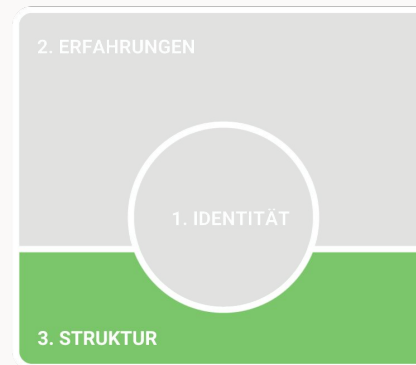 2. ERFAHRUNGEN
1. IDENTITÄT
3. STRUKTUR